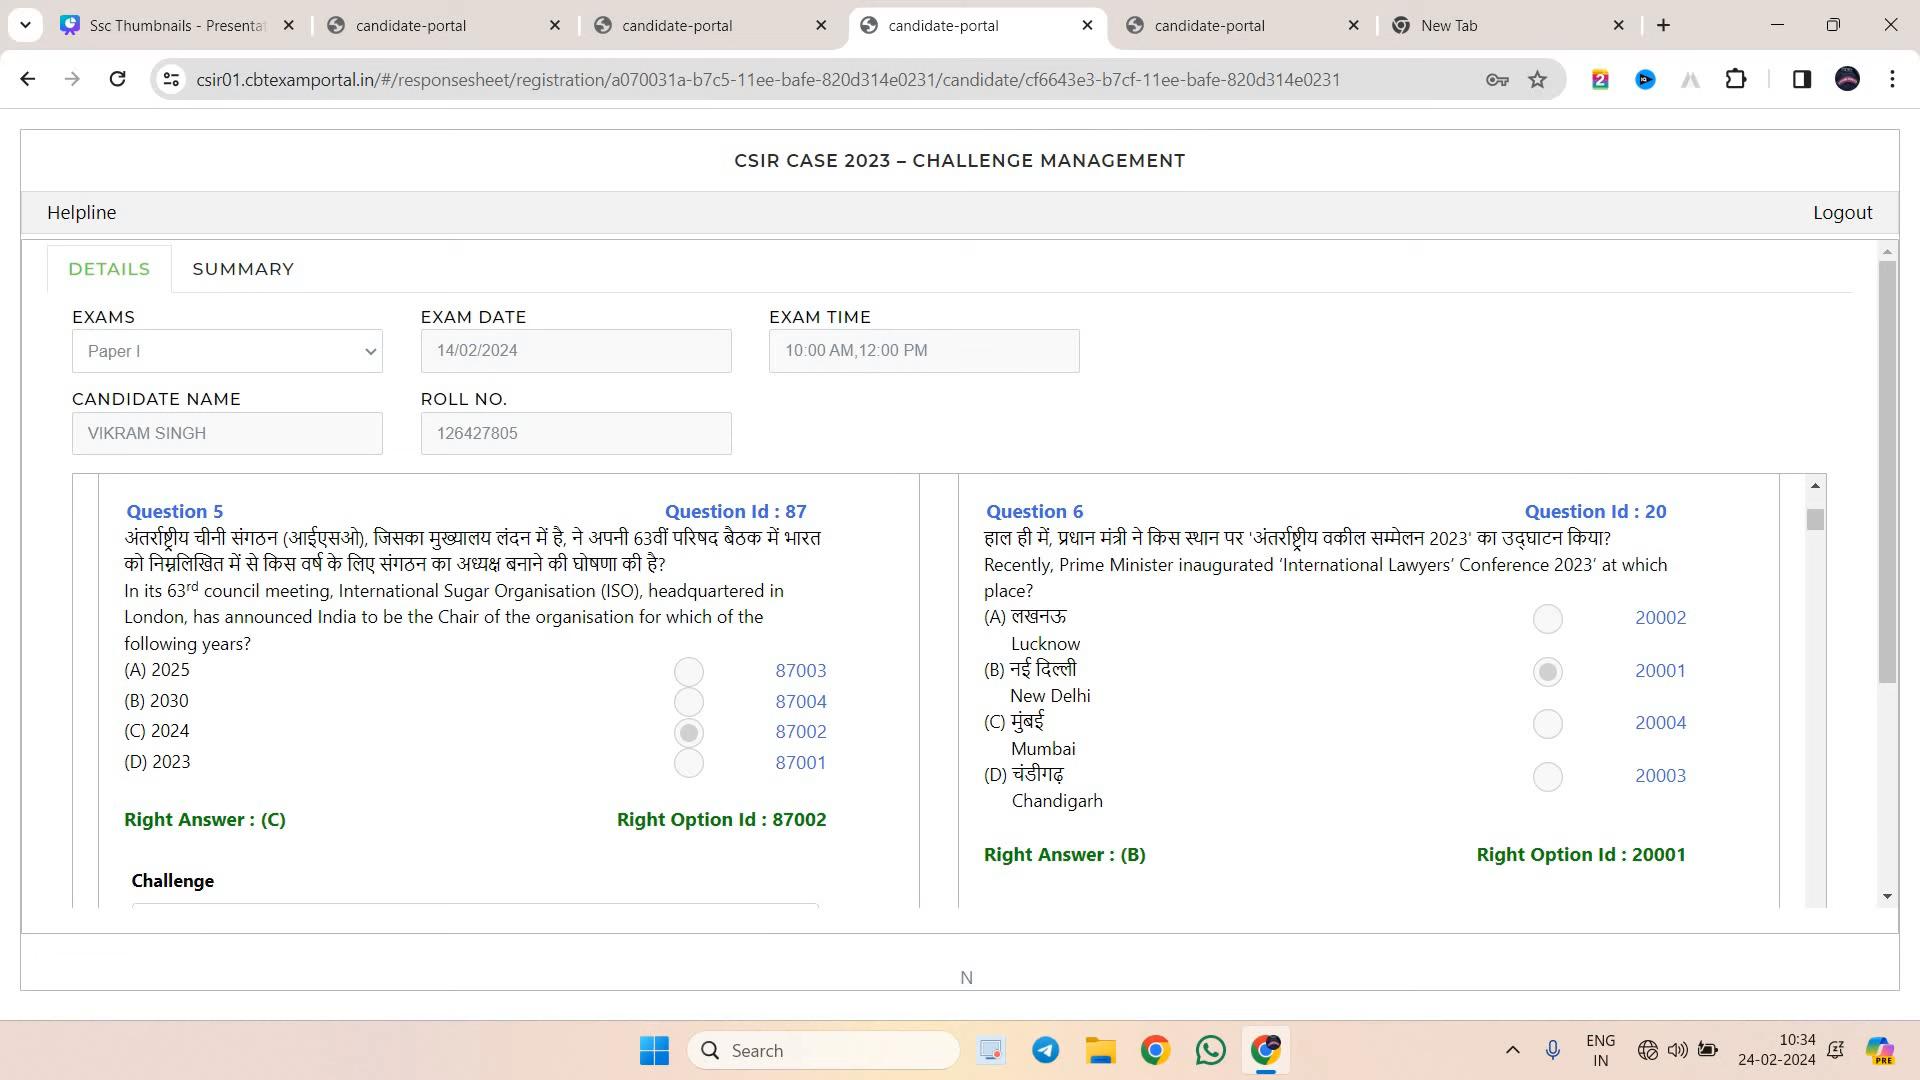 Ssc Thumbnails - Presenta
candidate-portal
candidate-portal
candidate-portal
candidate-portal
New Tab
csir01.cbtexamportal.in/#/responsesheet/registration/a070031a-b7c5-11ee-bafe-820d314e0231/candidate/cf6643e3-b7cf-11ee-bafe-820d314e0231
CSIR CASE 2023 – CHALLENGE MANAGEMENT
Helpline Logout
DETAILS SUMMARY
EXAMS EXAM DATE EXAM TIME
Paper I 14/02/2024 10:00 AM,12:00 PM
CANDIDATE NAME ROLL NO.
VIKRAM SINGH 126427805
Question 5 Question Id : 87
अंतर्राष्ट्रीय चीनी संगठन (आईएसओ), जिसका मुख्यालय लंदन में है, ने अपनी 63वीं परिषद बैठक में भारत
को निम्नलिखित में से किस वर्ष के लिए संगठन का अध्यक्ष बनाने की घोषणा की है?
In its 63rd council meeting, International Sugar Organisation (ISO), headquartered in
London, has announced India to be the Chair of the organisation for which of the
following years?
(A) 2025 87003
(B) 2030 87004
(C) 2024 87002
(D) 2023 87001
Right Answer : (C) Right Option Id : 87002
Challenge
Question 6 Question Id : 20
हाल ही में, प्रधान मंत्री ने किस स्थान पर 'अंतर्राष्ट्रीय वकील सम्मेलन 2023' का उद्घाटन किया?
Recently, Prime Minister inaugurated ‘International Lawyers’ Conference 2023’ at which
place?
(A) लखनऊ 20002
Lucknow
(B) नई दिल्ली 20001
New Delhi
(C) मुंबई 20004
Mumbai
(D) चंडीगढ़ 20003
Chandigarh
Right Answer : (B) Right Option Id : 20001
N
Search
ENG
IN
10:34
24-02-2024
PRE